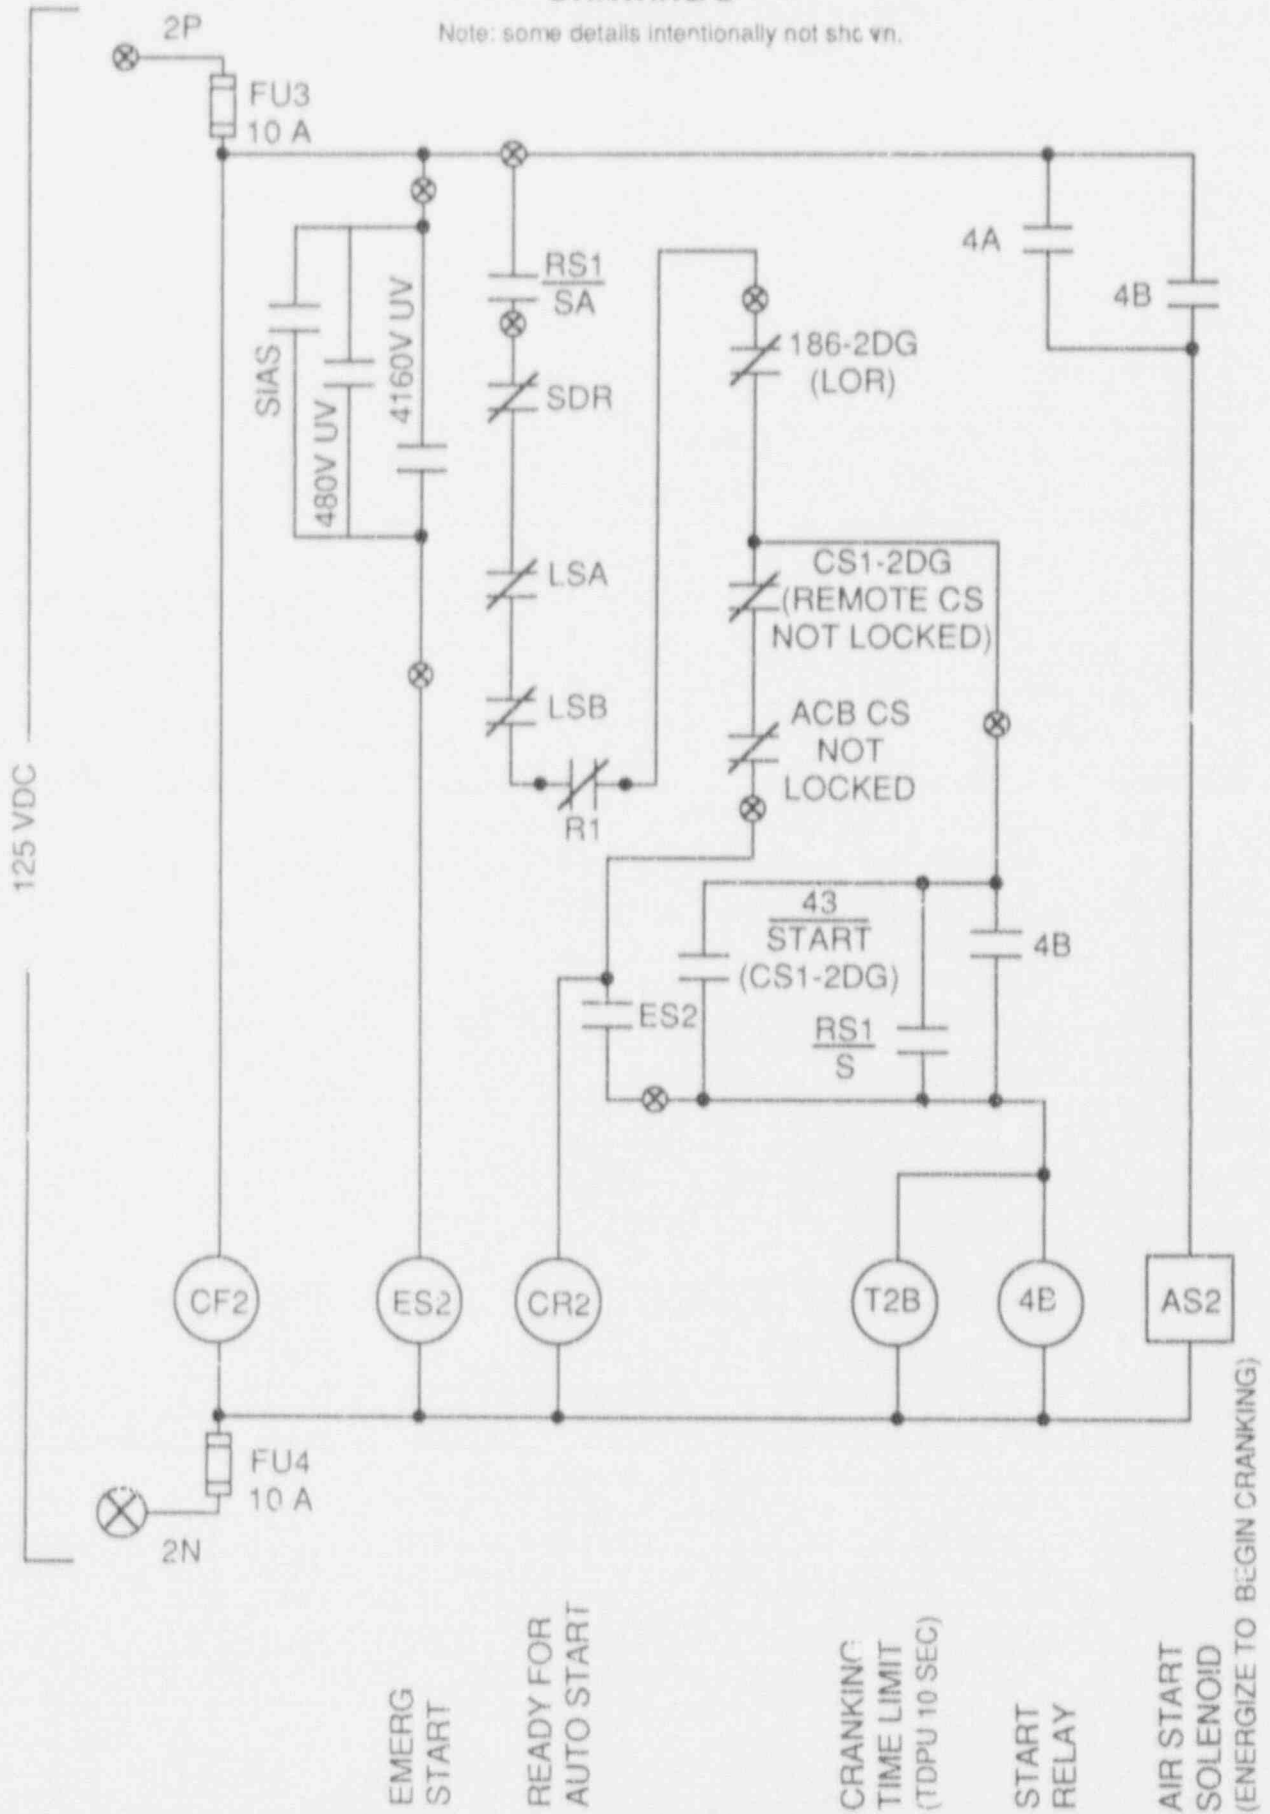 Note: some details intentionally not shown.
2P
FU3
10 A
125 VDC
SIAS
480V UV
4160V UV
RS1
SA
SDR
LSA
LSB
R1
186-2DG
(LOR)
4A
4B
CS1-2DG
(REMOTE CS
NOT LOCKED)
ACB CS
NOT
LOCKED
43
START
(CS1-2DG)
4B
ES2
RS1
S
CF2
ES2
CR2
T2B
4B
AS2
FU4
10 A
2N
EMERG
START
READY FOR
AUTO START
CRANKING
TIME LIMIT
(TDPU 10 SEC)
START
RELAY
AIR START
SOLENOID
(ENERGIZE TO BEGIN CRANKING)